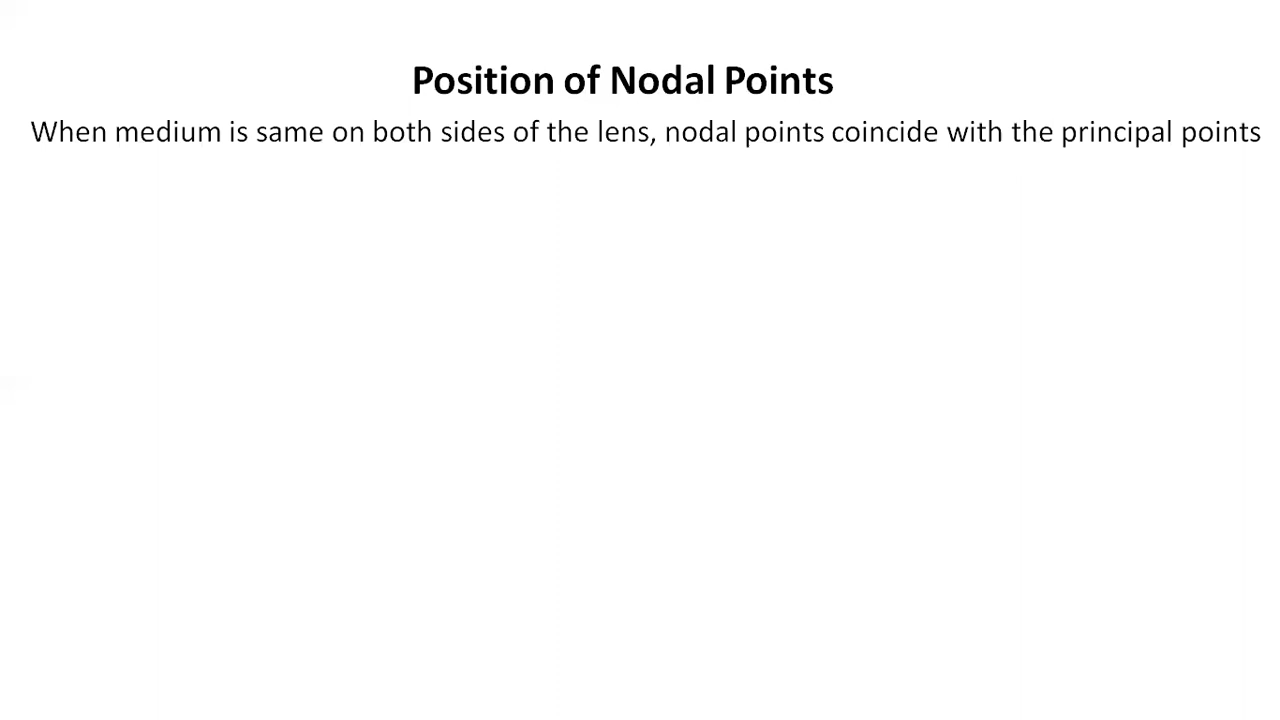 Position of Nodal Points
When medium is same on both sides of the lens, nodal points coincide with the principal points